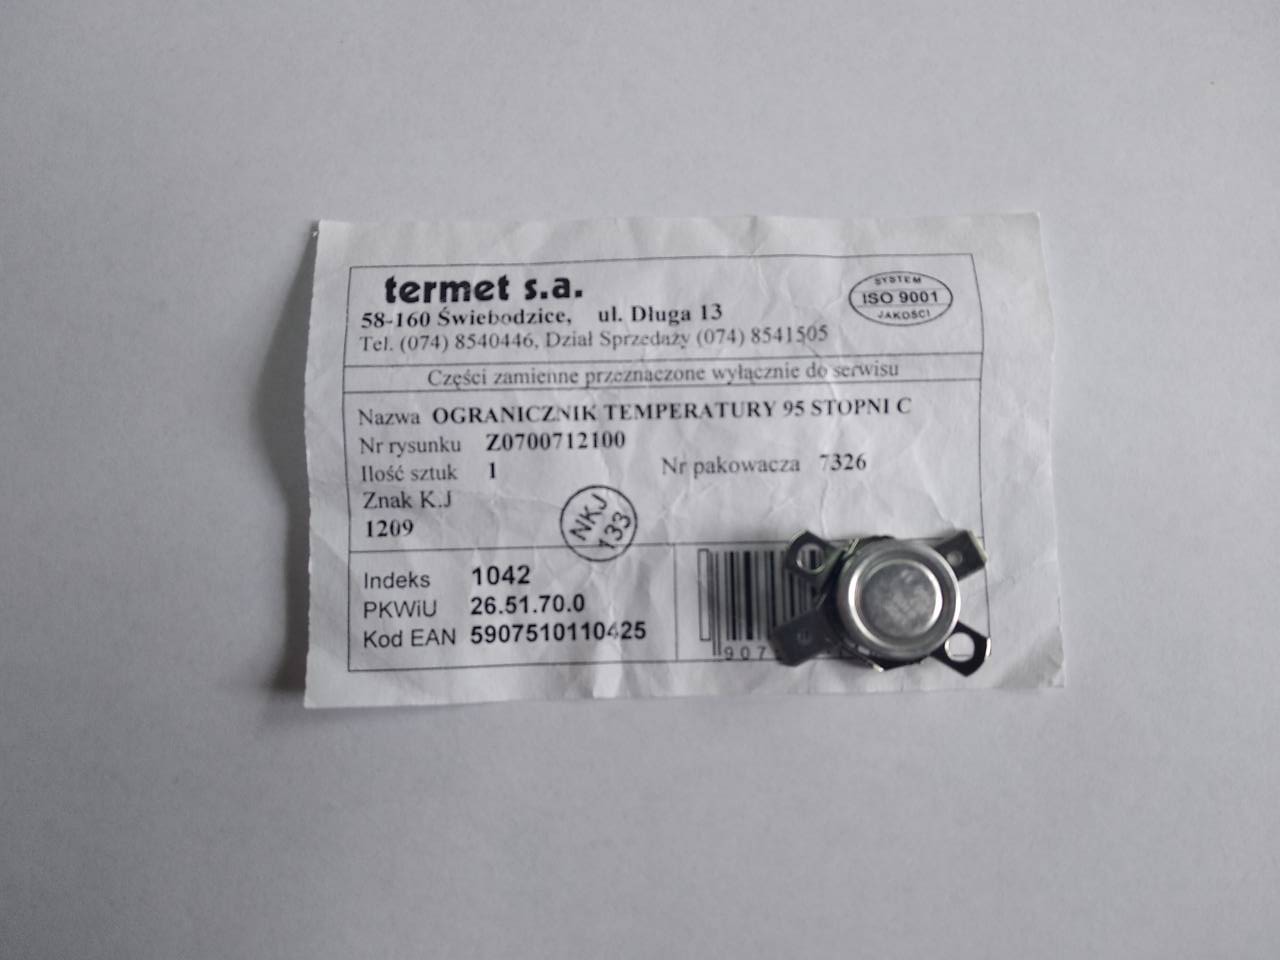 termet s.a.
58-160 Świebodzice, ul. Długa 13
Tel. (074) 8540446, Dział Sprzedaży (074) 8541505
SYSTEM
ISO 9001
JAKOŚCI
Części zamienne przeznaczone wyłącznie do serwisu
Nazwa OGRANICZNIK TEMPERATURY 95 STOPNI C
Nr rysunku Z0700712100
Ilość sztuk 1 Nr pakowacza 7326
Znak K.J
1209
NKJ
133
Indeks 1042
PKWiU 26.51.70.0
Kod EAN 5907510110425
907